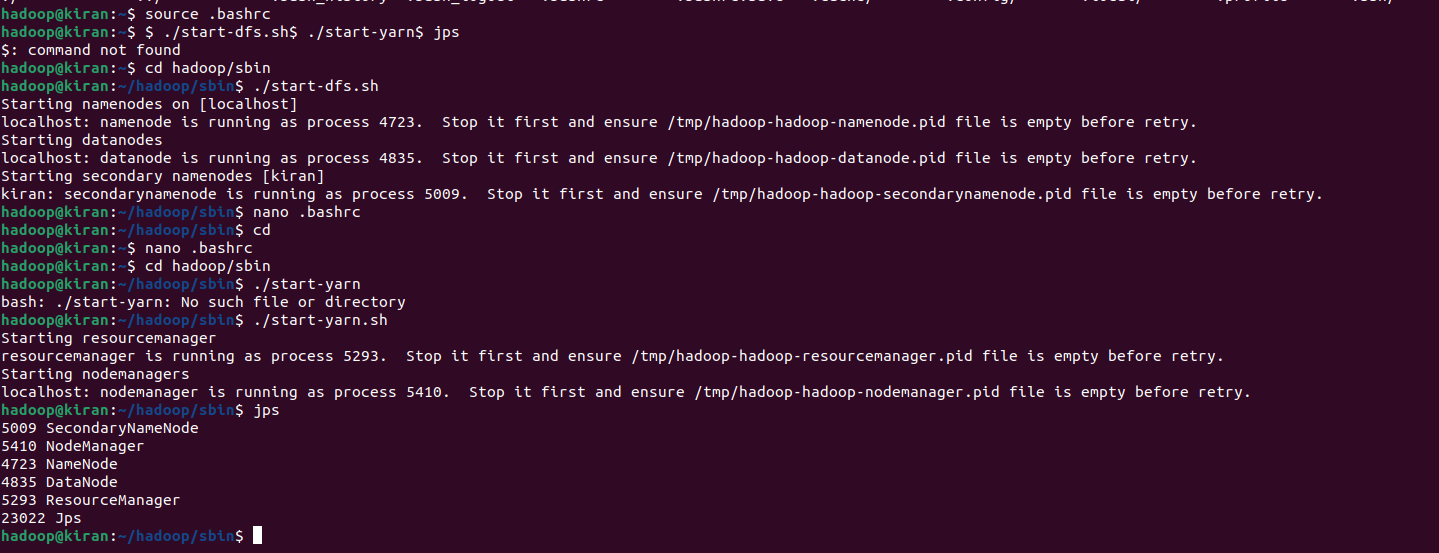 hadoop@kiran:~$ source .bashrc
hadoop@kiran:~$ $ ./start-dfs.sh$ ./start-yarn$ jps
$: command not found
hadoop@kiran:~$ cd hadoop/sbin
hadoop@kiran:~/hadoop/sbin$ ./start-dfs.sh
Starting namenodes on [localhost]
localhost: namenode is running as process 4723.  Stop it first and ensure /tmp/hadoop-hadoop-namenode.pid file is empty before retry.
Starting datanodes
localhost: datanode is running as process 4835.  Stop it first and ensure /tmp/hadoop-hadoop-datanode.pid file is empty before retry.
Starting secondary namenodes [kiran]
kiran: secondarynamenode is running as process 5009.  Stop it first and ensure /tmp/hadoop-hadoop-secondarynamenode.pid file is empty before retry.
hadoop@kiran:~/hadoop/sbin$ nano .bashrc
hadoop@kiran:~/hadoop/sbin$ cd
hadoop@kiran:~$ nano .bashrc
hadoop@kiran:~$ cd hadoop/sbin
hadoop@kiran:~/hadoop/sbin$ ./start-yarn
bash: ./start-yarn: No such file or directory
hadoop@kiran:~/hadoop/sbin$ ./start-yarn.sh
Starting resourcemanager
resourcemanager is running as process 5293.  Stop it first and ensure /tmp/hadoop-hadoop-resourcemanager.pid file is empty before retry.
Starting nodemanagers
localhost: nodemanager is running as process 5410.  Stop it first and ensure /tmp/hadoop-hadoop-nodemanager.pid file is empty before retry.
hadoop@kiran:~/hadoop/sbin$ jps
5009 SecondaryNameNode
5410 NodeManager
4723 NameNode
4835 DataNode
5293 ResourceManager
23022 Jps
hadoop@kiran:~/hadoop/sbin$